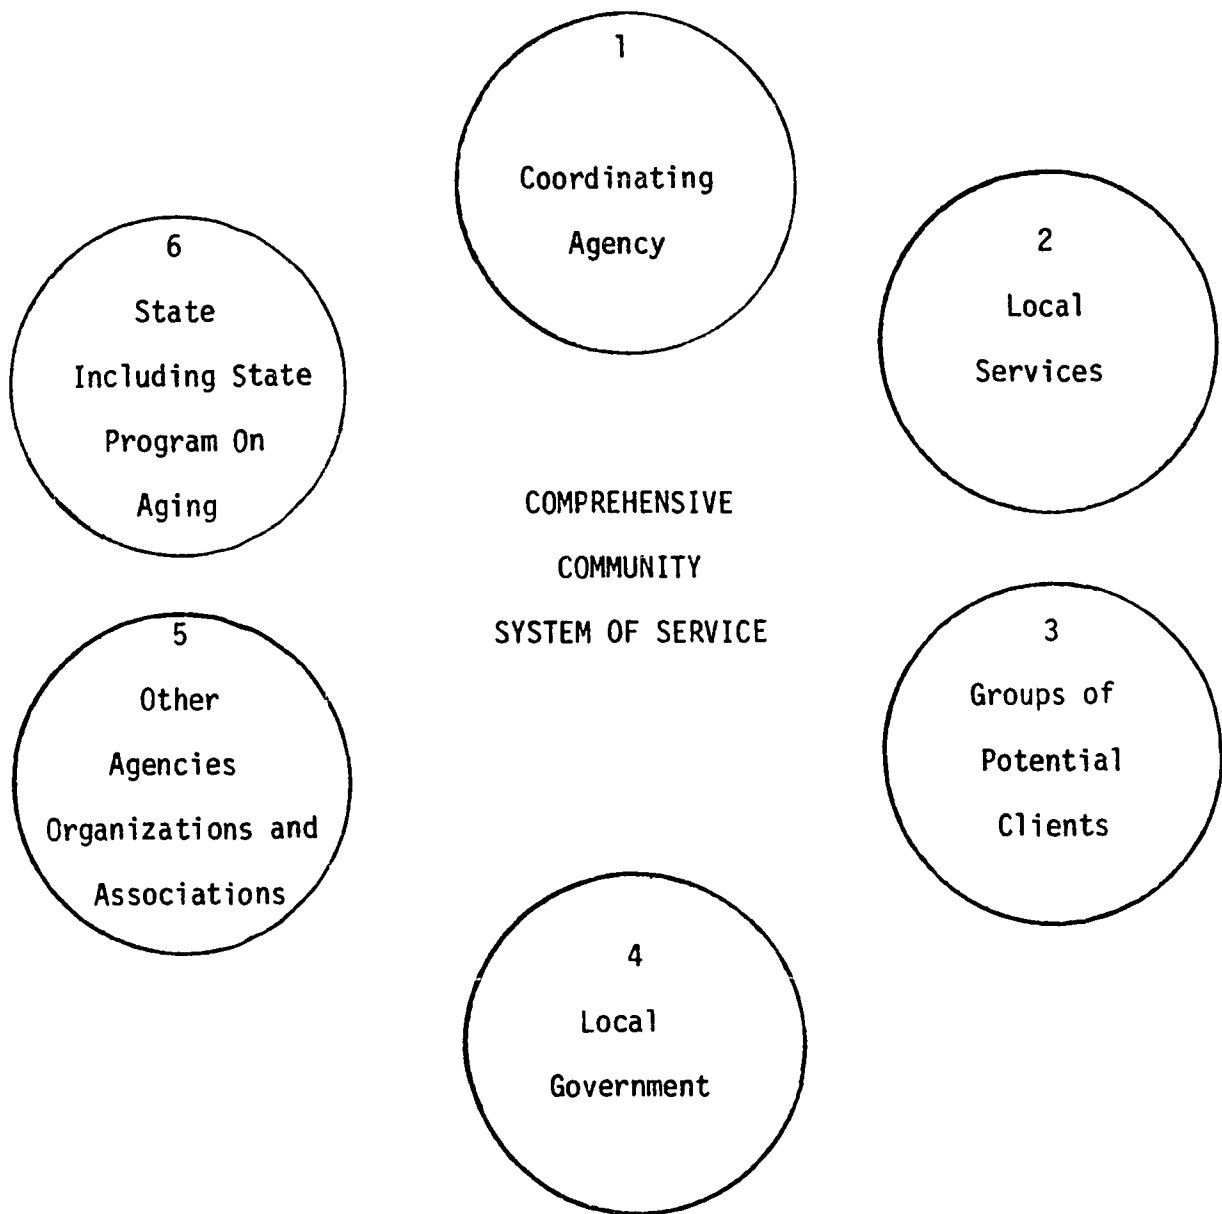 1
Coordinating
Agency
2
Local
Services
6
State
Including State
Program On
Aging
COMPREHENSIVE
COMMUNITY
SYSTEM OF SERVICE
3
Groups of
Potential
Clients
5
Other
Agencies
Organizations and
Associations
4
Local
Government